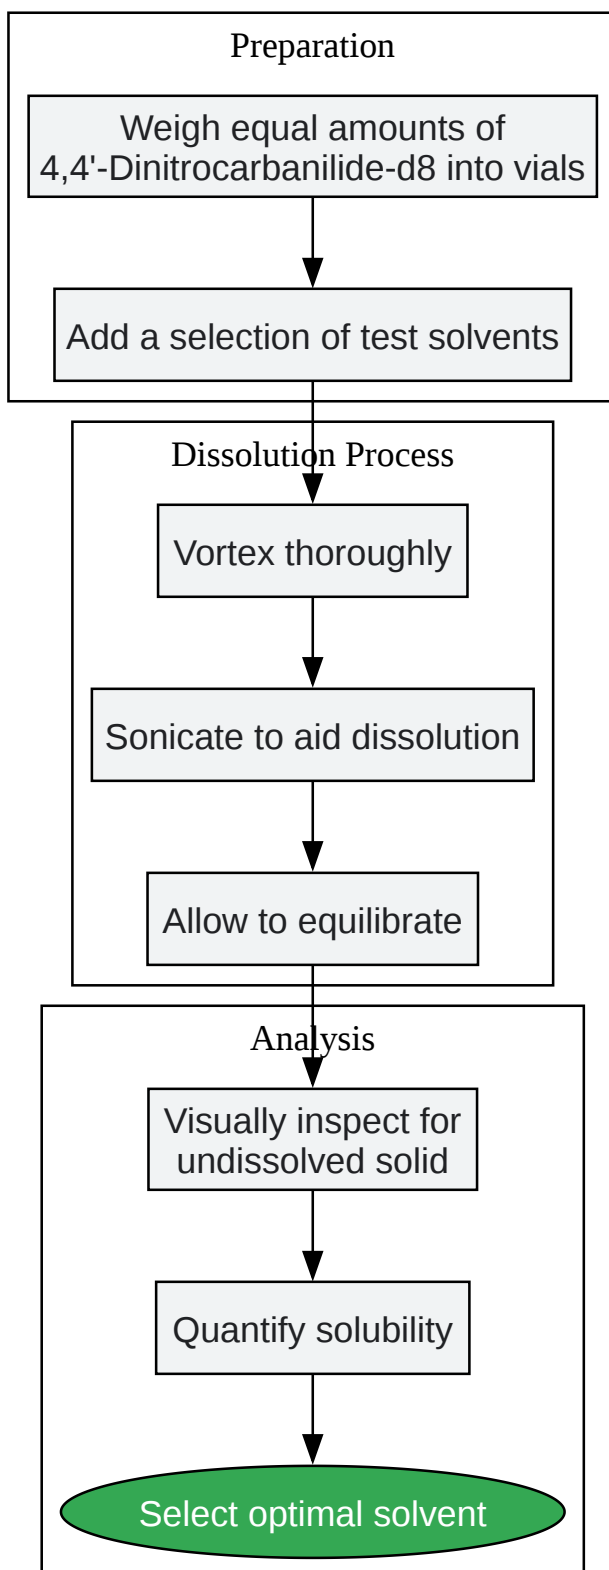 Preparation
Weigh equal amounts of
4,4'-Dinitrocarbanilide-d8 into vials
Add a selection of test solvents
Dissolution Process
Vortex thoroughly
Sonicate to aid dissolution
Allow to equilibrate
Analysis
Visually inspect for
undissolved solid
Quantify solubility
Select optimal solvent